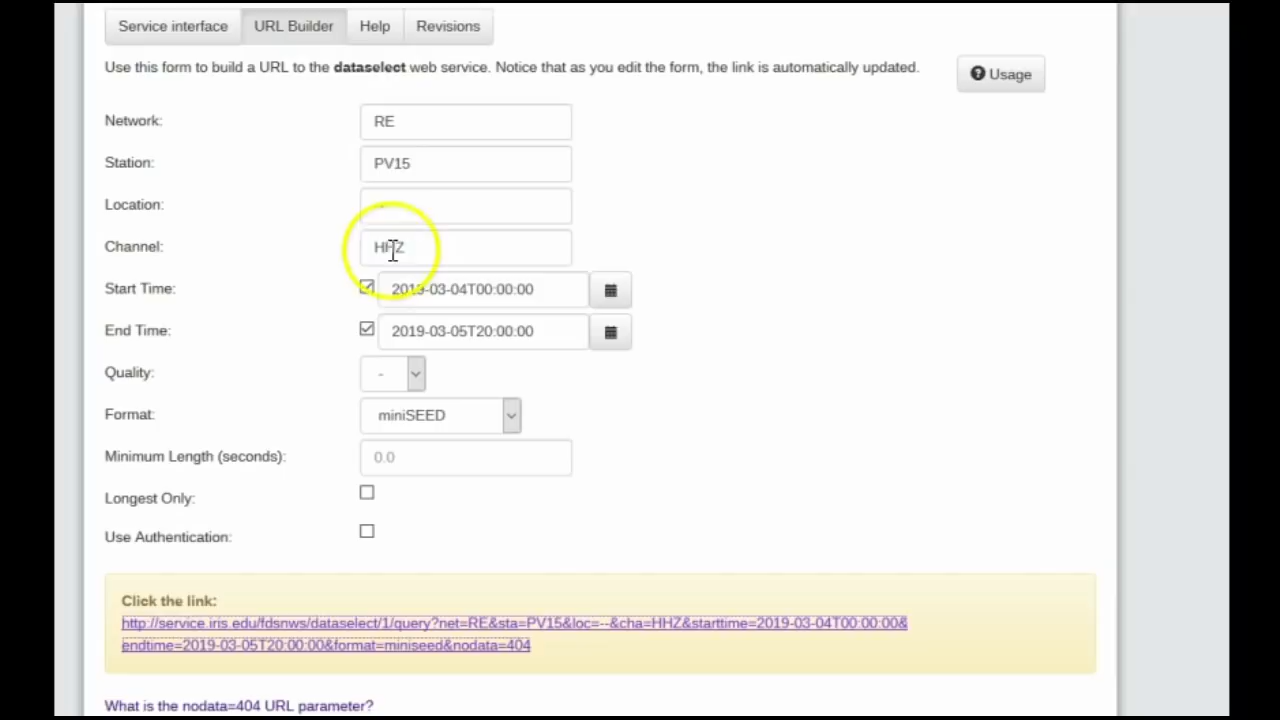 Service interface URL Builder Help Revisions
Use this form to build a URL to the dataselect web service. Notice that as you edit the form, the link is automatically updated.
Usage
Network: RE
Station: PV15
Location: --
Channel: HHZ
Start Time: 2019-03-04T00:00:00
End Time: 2019-03-05T20:00:00
Quality: -
Format: miniSEED
Minimum Length (seconds): 0.0
Longest Only:
Use Authentication:
Click the link:
http://service.iris.edu/fdsnws/dataselect/1/query?net=RE&sta=PV15&loc=--&cha=HHZ&starttime=2019-03-04T00:00:00&
endtime=2019-03-05T20:00:00&format=miniseed&nodata=404
What is the nodata=404 URL parameter?